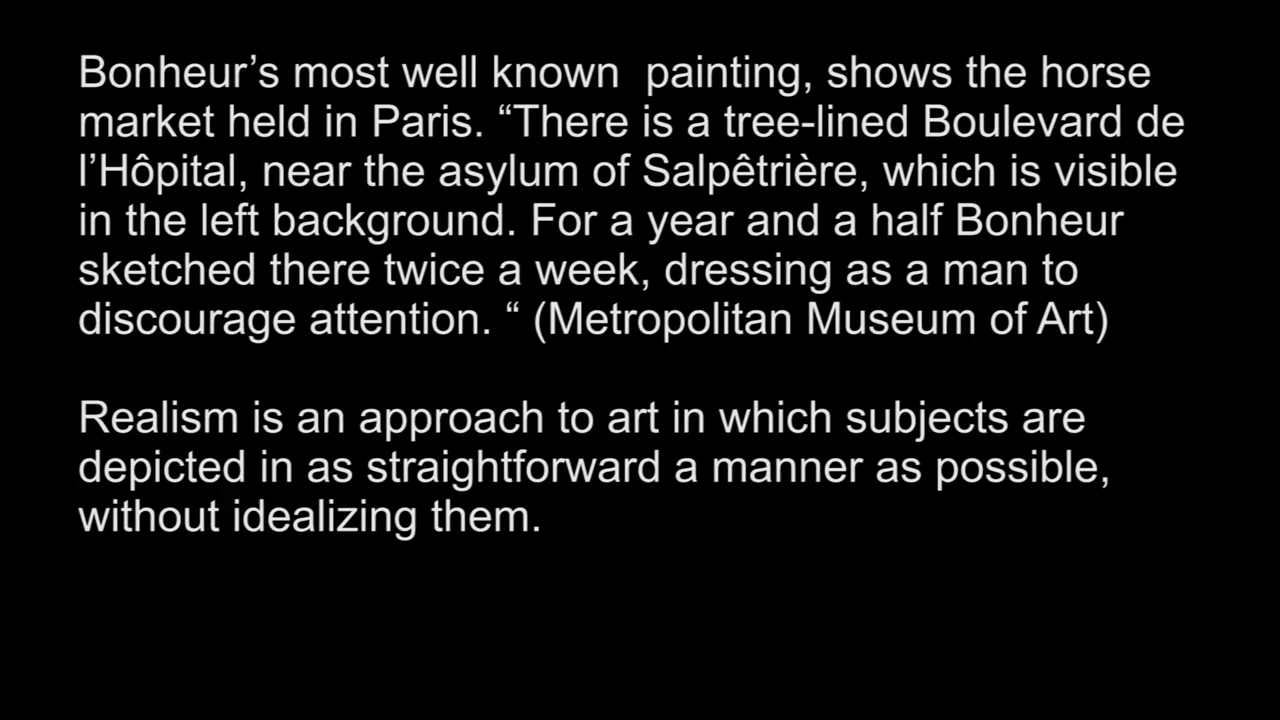 Bonheur’s most well known  painting, shows the horse
market held in Paris. “There is a tree-lined Boulevard de
l’Hôpital, near the asylum of Salpêtrière, which is visible
in the left background. For a year and a half Bonheur
sketched there twice a week, dressing as a man to
discourage attention. “ (Metropolitan Museum of Art)
Realism is an approach to art in which subjects are
depicted in as straightforward a manner as possible,
without idealizing them.